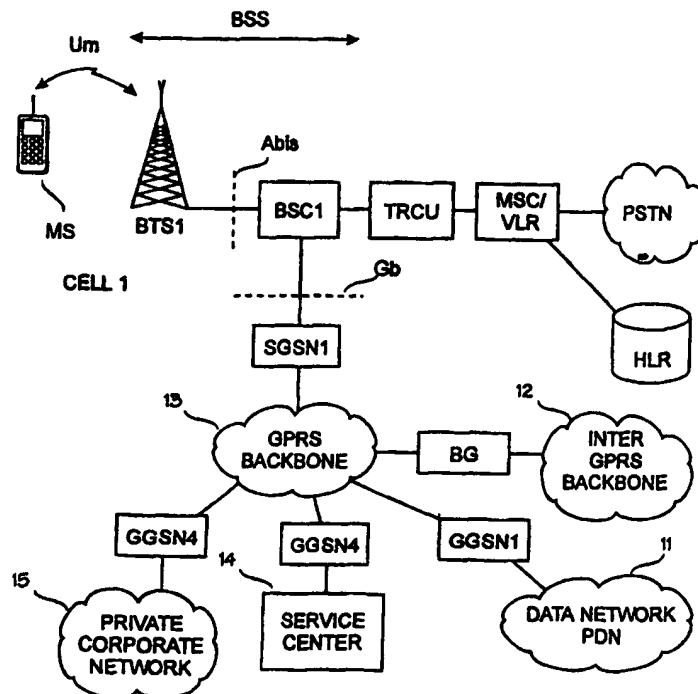 BSS
Um
Abis
BSC1
TRCU
MSC/
VLR
PSTN
MS
BTS1
CELL 1
Gb
HLR
SGSN1
13
GPRS
BACKBONE
BG
12
INTER
GPRS
BACKBONE
GGSN4
GGSN4
GGSN1
11
15
PRIVATE
CORPORATE
NETWORK
14
SERVICE
CENTER
DATA NETWORK
PDN